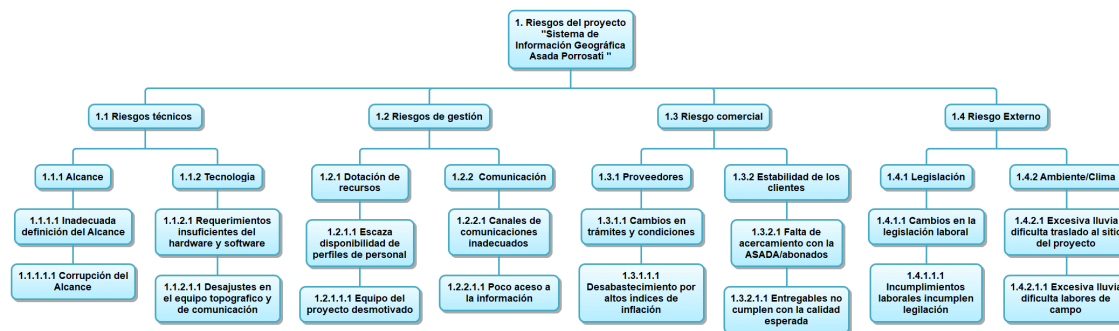 1. Riesgos del proyecto
"Sistema de
Información Geográfica
Asada Porrosatí "
1.1 Riesgos técnicos
1.2 Riesgos de gestión
1.3 Riesgo comercial
1.4 Riesgo Externo
1.1.1 Alcance
1.1.2 Tecnología
1.2.1 Dotación de
recursos
1.2.2 Comunicación
1.3.1 Proveedores
1.3.2 Estabilidad de los
clientes
1.4.1 Legislación
1.4.2 Ambiente/Clima
1.1.1.1 Inadecuada
definición del Alcance
1.1.2.1 Requerimientos
insuficientes del
hardware y software
1.2.1.1 Escaza
disponibilidad de
perfiles de personal
1.2.2.1 Canales de
comunicaciones
inadecuados
1.3.1.1 Cambios en
trámites y condiciones
1.3.2.1 Falta de
acercamiento con la
ASADA/abonados
1.4.1.1 Cambios en la
legislación laboral
1.4.2.1 Excesiva lluvia
dificulta traslado al sitio
del proyecto
1.1.1.1.1 Corrupción del
Alcance
1.1.2.1.1 Desajustes en
el equipo topografico y
de comunicación
1.2.1.1.1 Equipo del
proyecto desmotivado
1.2.2.1.1 Poco aceso a
la información
1.3.1.1.1
Desabastecimiento por
altos indices de
inflación
1.3.2.1.1 Entregables no
cumplen con la calidad
esperada
1.4.1.1.1
Incumplimientos
laborales incumplen
legilación
1.4.2.1.1 Excesiva lluvia
dificulta labores de
campo